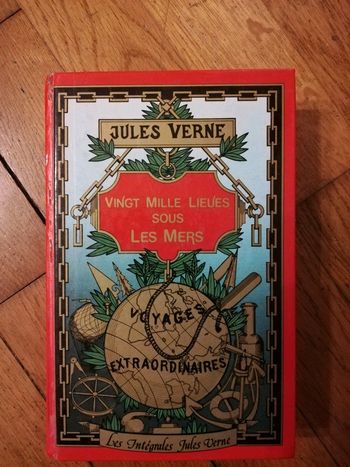 JULES VERNE
VINGT MILLE LIEUES
SOUS
LES MERS
VOYAGES
EXTRAORDINAIRES
Les Intégrales Jules Verne